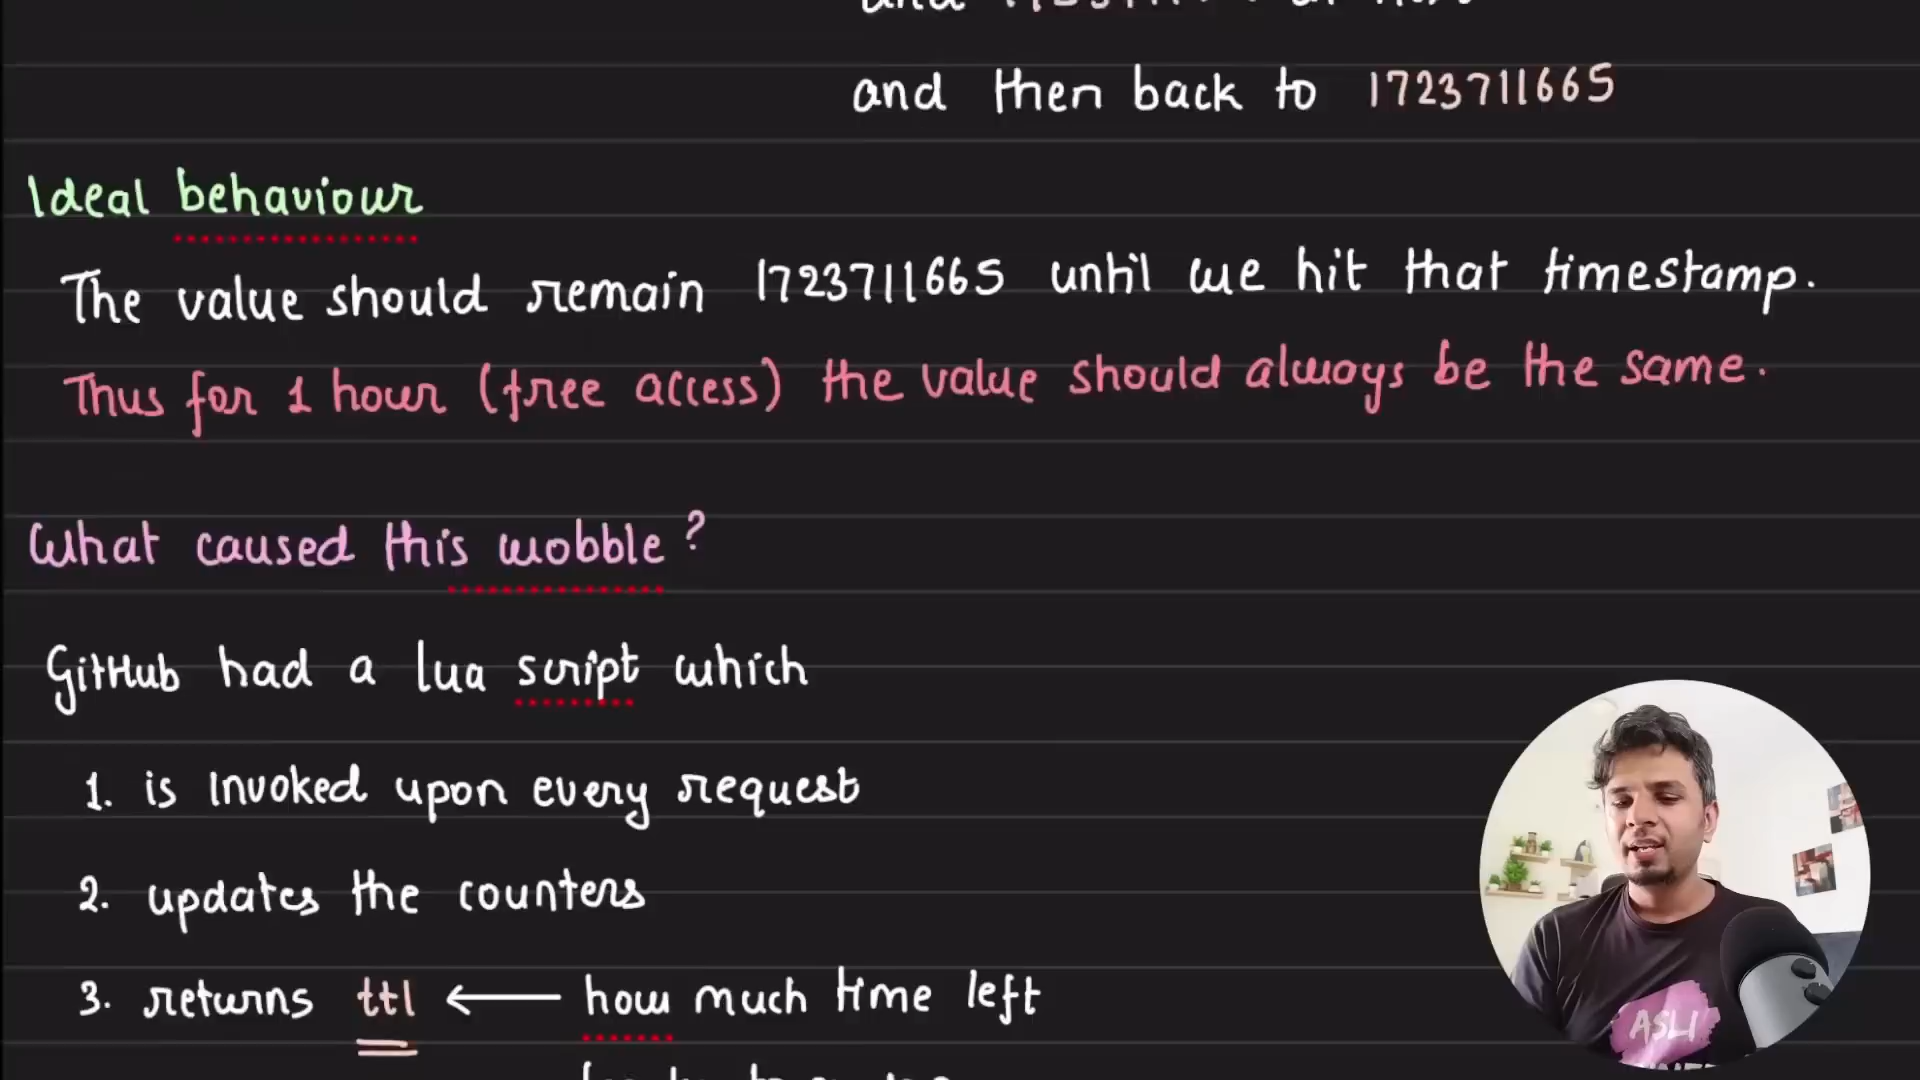 and
and then back to 1723711665
Ideal behaviour
The value should remain 1723711665 until we hit that timestamp.
Thus for 1 hour (free access) the value should always be the same.
What caused this wobble?
GitHub had a lua script which
1. is invoked upon every request
2. updates the counters
3. returns ttl ← how much time left
ASLI